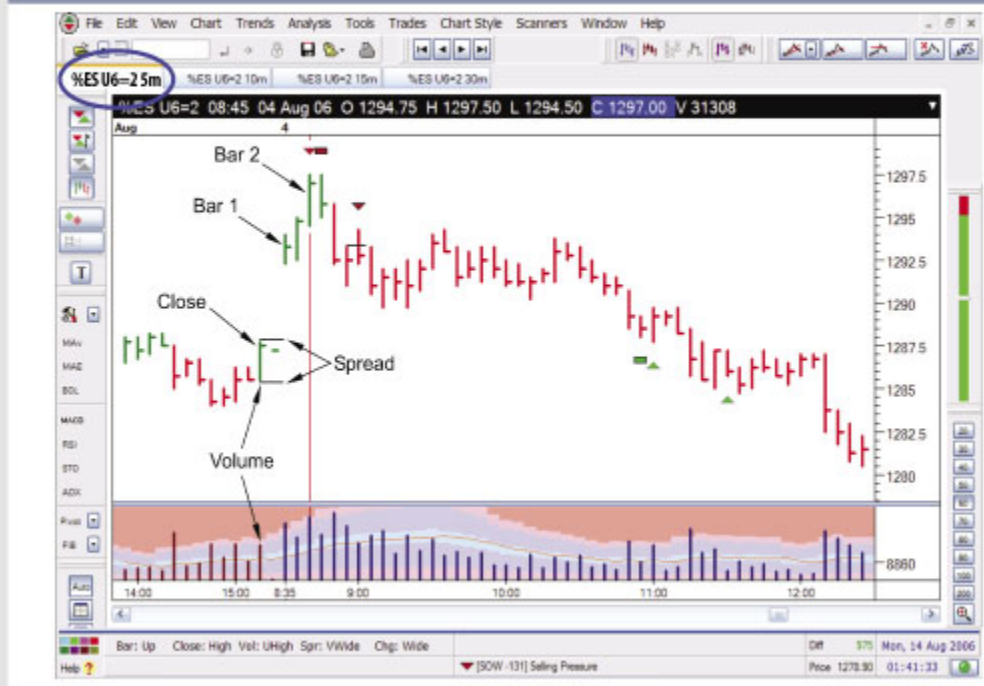 File Edit View Chart Trends Analysis Tools Trades Chart Style Scanners Window Help
%ES U6=2 5m %ES U6=2 10m %ES U6=2 15m %ES U6=2 30m
%ES U6=2 08:45 04 Aug 06 O 1294.75 H 1297.50 L 1294.50 C 1297.00 V 31308
Aug 4
Bar 2
1297.5
Bar 1
1295
T
1292.5
Close
1290
MAv
1287.5
Spread
MAE
BOL
1285
MACD
RSI
1282.5
Volume
STO
1280
ADX
FIB
8860
Auto
14:00 15:00 8:35 9:00 10:00 11:00 12:00
Bar: Up Close: High Vol: UHigh Spr: VWide Chg: Wide Diff 575 Mon, 14 Aug 2006
Help ? [SOW -131] Selling Pressure Price 1278.90 01:41:33